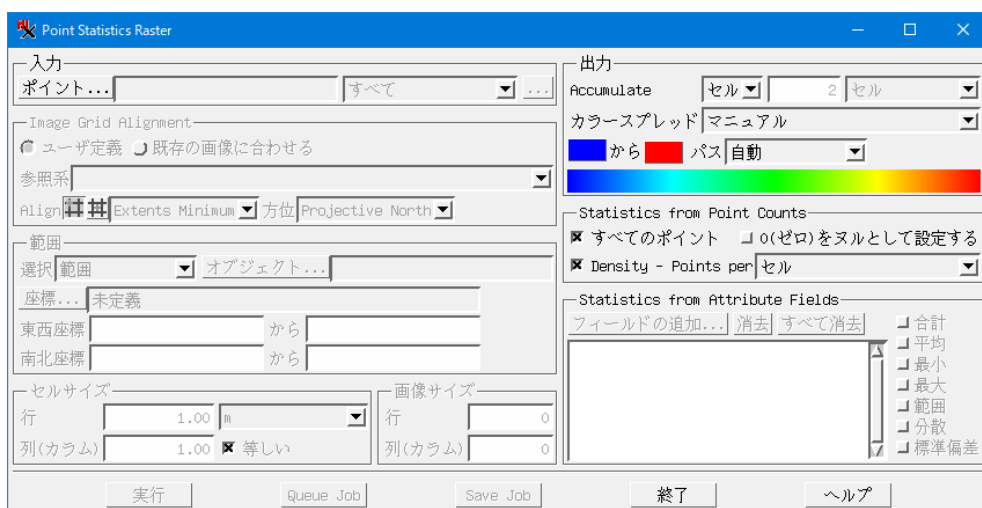 Point Statistics Raster
入力
ポイント... すべて ...
Image Grid Alignment
ユーザ定義 既存の画像に合わせる
参照系
Align Extents Minimum 方位 Projective North
範囲
選択 範囲 オブジェクト...
座標... 未定義
東西座標 から
南北座標 から
セルサイズ
行 1.00 m
列(カラム) 1.00 等しい
画像サイズ
行 0
列(カラム) 0
出力
Accumulate セル 2 セル
カラースプレッド マニュアル
から パス 自動
Statistics from Point Counts
すべてのポイント 0(ゼロ)をヌルとして設定する
Density - Points per セル
Statistics from Attribute Fields
フィールドの追加... 消去 すべて消去
合計
平均
最小
最大
範囲
分散
標準偏差
実行 Queue Job Save Job 終了 ヘルプ